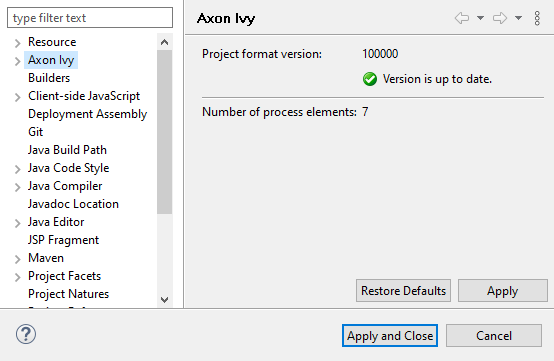 type filter text
Resource
Axon Ivy
Builders
Client-side JavaScript
Deployment Assembly
Git
Java Build Path
Java Code Style
Java Compiler
Javadoc Location
Java Editor
JSP Fragment
Maven
Project Facets
Project Natures
Axon Ivy
Project format version: 100000
Version is up to date.
Number of process elements: 7
Restore Defaults Apply
? Apply and Close Cancel